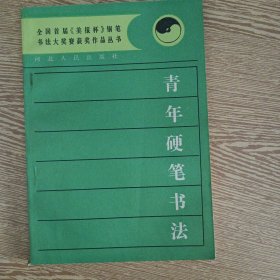 全国首届《美报杯》钢笔
书法大奖赛获奖作品丛书
河北人民出版社
青年硬笔书法